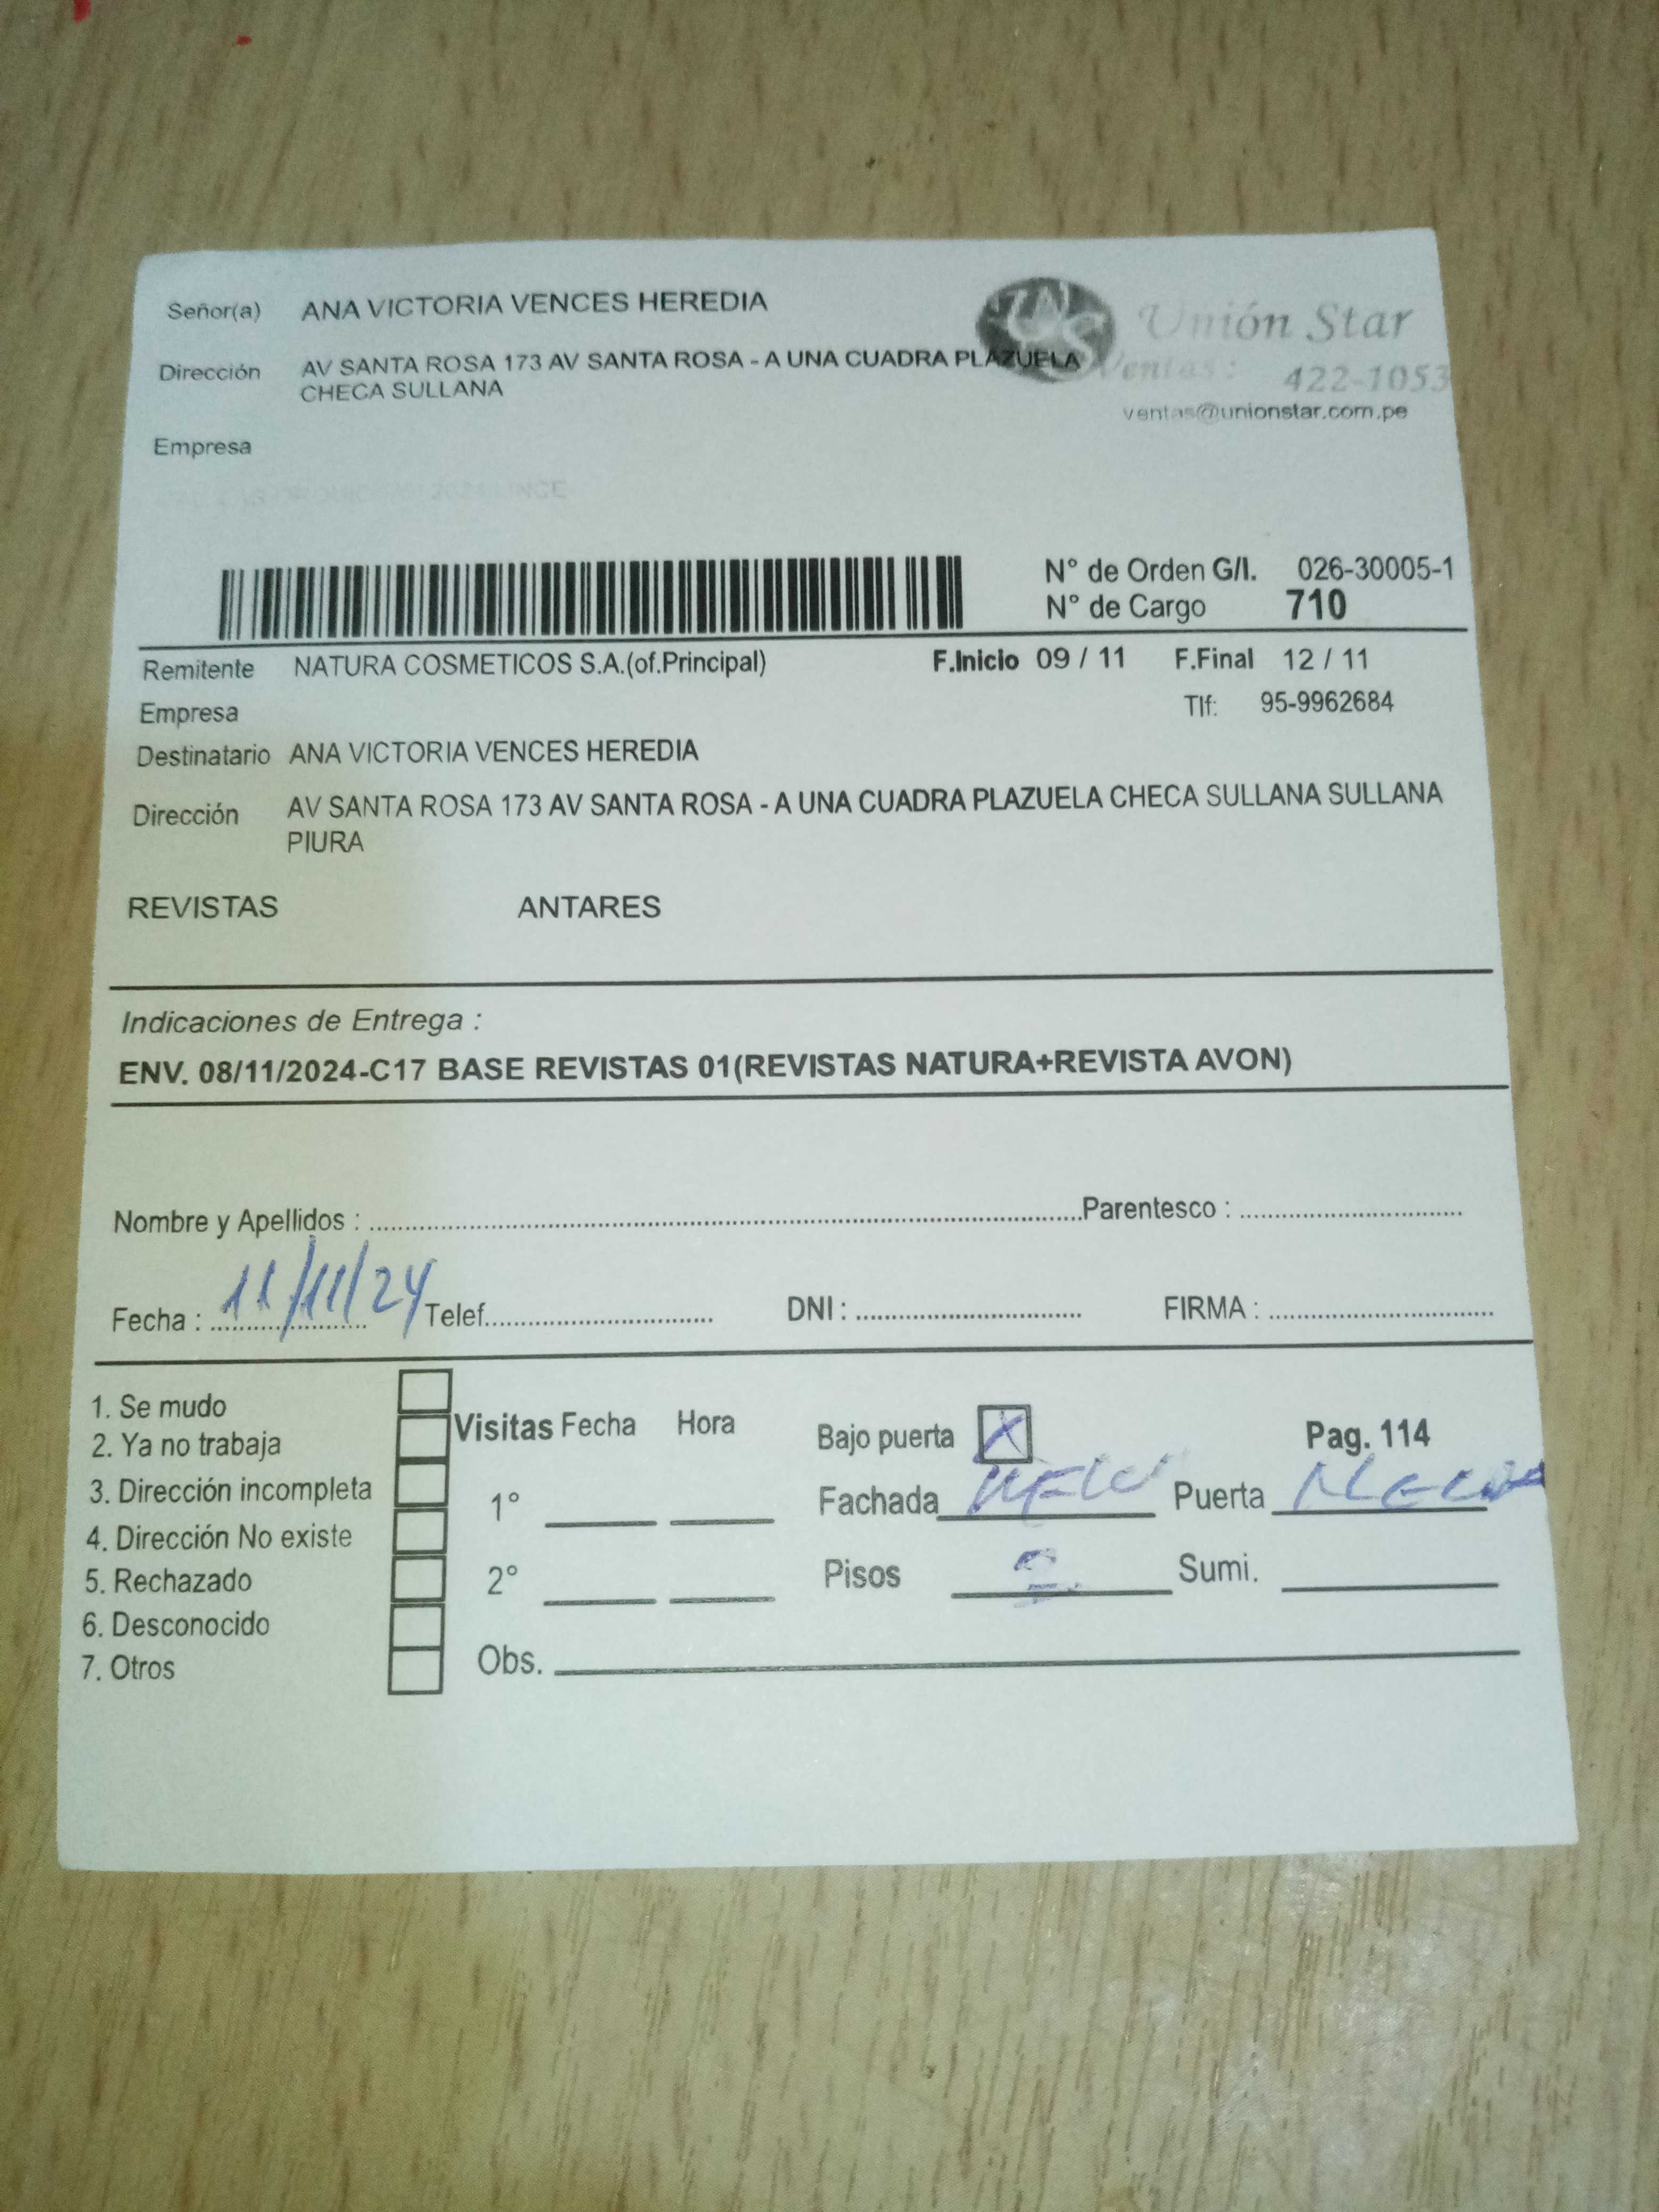 Señor(a) ANA VICTORIA VENCES HEREDIA
Unión Star
Dirección AV SANTA ROSA 173 AV SANTA ROSA - A UNA CUADRA PLAZUELA
CHECA SULLANA
Ventas: 422-1053
ventas@unionstar.com.pe
Empresa
N° de Orden G/I. 026-30005-1
N° de Cargo 710
Remitente NATURA COSMETICOS S.A.(of.Principal) F.Inicio 09 / 11 F.Final 12 / 11
Empresa Tlf: 95-9962684
Destinatario ANA VICTORIA VENCES HEREDIA
Dirección AV SANTA ROSA 173 AV SANTA ROSA - A UNA CUADRA PLAZUELA CHECA SULLANA SULLANA
PIURA
REVISTAS ANTARES
Indicaciones de Entrega :
ENV. 08/11/2024-C17 BASE REVISTAS 01(REVISTAS NATURA+REVISTA AVON)
Nombre y Apellidos : Parentesco :
Fecha : 11/11/24 Telef. DNI : FIRMA :
1. Se mudo
2. Ya no trabaja
3. Dirección incompleta
4. Dirección No existe
5. Rechazado
6. Desconocido
7. Otros
Visitas Fecha Hora
1°
2°
Obs.
Bajo puerta X Pag. 114
Fachada Puerta
Pisos 2 Sumi.